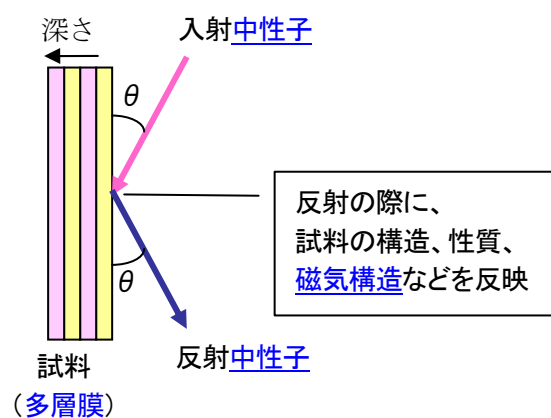 深さ
入射中性子
θ
反射の際に、
試料の構造、性質、
磁気構造などを反映
θ
反射中性子
試料
（多層膜）